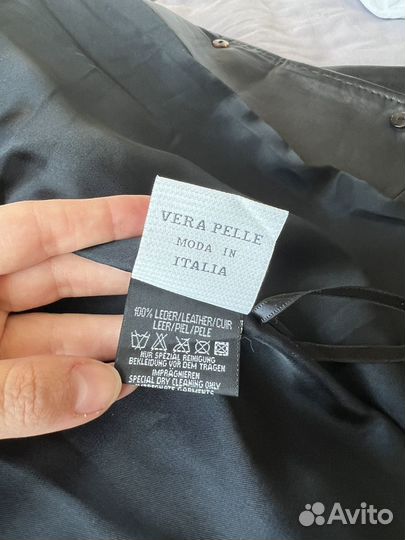 VERA PELLE
MODA IN
ITALIA
100% LEDER/LEATHER/CUIR
LEER/PIEL/PELE
NUR SPEZIAL REINIGUNG
BEKLEIDUNG VOR DEM TRAGEN
IMPRÄGNIEREN
SPECIAL DRY CLEANING ONLY
GARMENTS
Avito